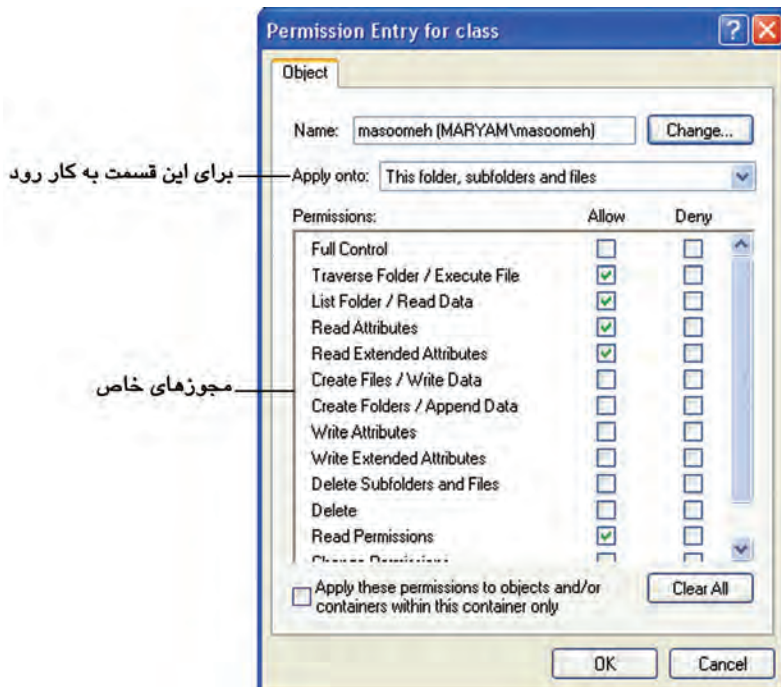 Permission Entry for class
Object
Name: masoomeh (MARYAM\masoomeh) Change...
برای این قسمت به کار رود
Apply onto: This folder, subfolders and files
Permissions: Allow Deny
Full Control
Traverse Folder / Execute File
List Folder / Read Data
Read Attributes
Read Extended Attributes
مجوزهای خاص
Create Files / Write Data
Create Folders / Append Data
Write Attributes
Write Extended Attributes
Delete Subfolders and Files
Delete
Read Permissions
Change Permissions
Apply these permissions to objects and/or
containers within this container only
Clear All
OK Cancel